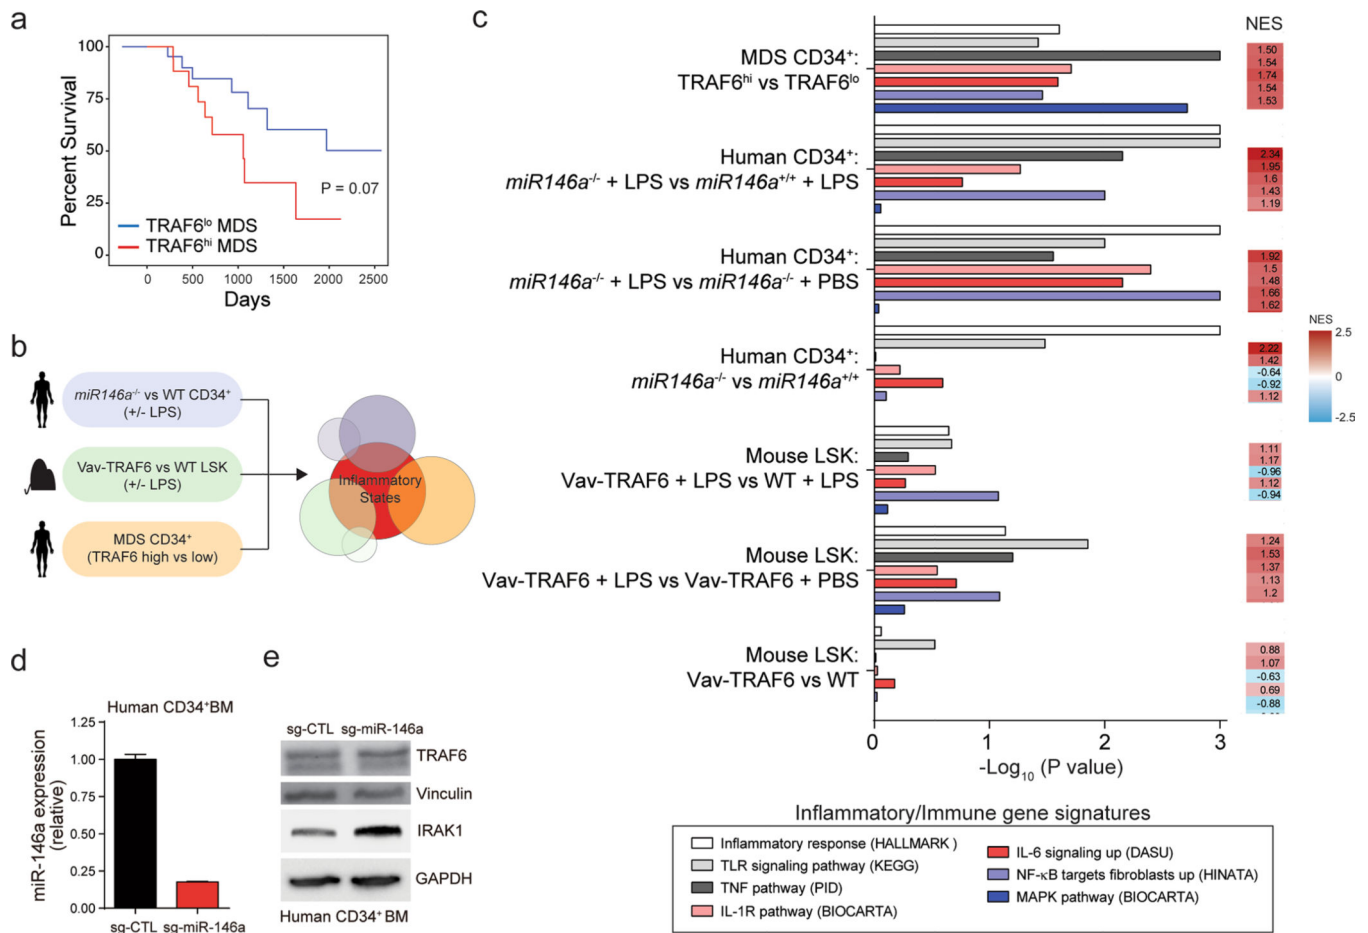 a
Percent Survival
100
75
50
25
0
P = 0.07
TRAF6lo MDS
TRAF6hi MDS
0 500 1000 1500 2000 2500
Days
b
miR146a-/- vs WT CD34+
(+/- LPS)
Vav-TRAF6 vs WT LSK
(+/- LPS)
MDS CD34+
(TRAF6 high vs low)
Inflammatory
States
c
NES
MDS CD34+:
TRAF6hi vs TRAF6lo
1.50
1.54
1.74
1.54
1.53
Human CD34+:
miR146a-/- + LPS vs miR146a+/+ + LPS
2.34
1.95
1.6
1.43
1.19
Human CD34+:
miR146a-/- + LPS vs miR146a-/- + PBS
1.92
1.5
1.48
1.66
1.62
Human CD34+:
miR146a-/- vs miR146a+/+
2.22
1.42
-0.64
-0.92
1.12
Mouse LSK:
Vav-TRAF6 + LPS vs WT + LPS
1.11
1.17
-0.96
1.12
-0.94
Mouse LSK:
Vav-TRAF6 + LPS vs Vav-TRAF6 + PBS
1.24
1.53
1.37
1.13
1.2
Mouse LSK:
Vav-TRAF6 vs WT
0.88
1.07
-0.63
0.69
-0.88
NES
2.5
0
-2.5
0 1 2 3
-Log10 (P value)
Inflammatory/Immune gene signatures
Inflammatory response (HALLMARK )
TLR signaling pathway (KEGG)
TNF pathway (PID)
IL-1R pathway (BIOCARTA)
IL-6 signaling up (DASU)
NF-κB targets fibroblasts up (HINATA)
MAPK pathway (BIOCARTA)
d
Human CD34+BM
miR-146a expression
(relative)
1.25
1.00
0.75
0.50
0.25
0.00
sg-CTL sg-miR-146a
e
sg-CTL sg-miR-146a
TRAF6
Vinculin
IRAK1
GAPDH
Human CD34+ BM